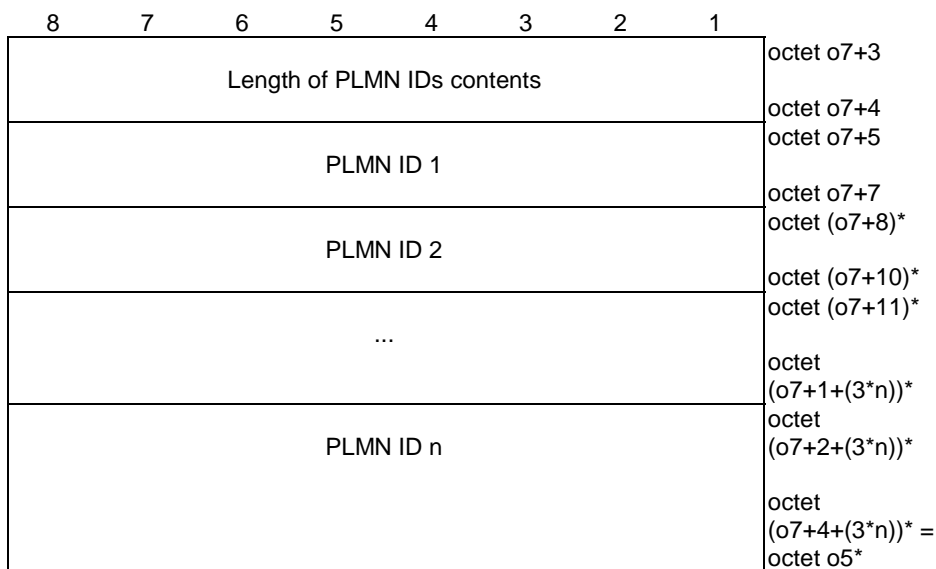 8 7 6 5 4 3 2 1
octet o7+3
Length of PLMN IDs contents
octet o7+4
octet o7+5
PLMN ID 1
octet o7+7
octet (o7+8)*
PLMN ID 2
octet (o7+10)*
octet (o7+11)*
...
octet
(o7+1+(3*n))*
octet
PLMN ID n (o7+2+(3*n))*
octet
(o7+4+(3*n))* =
octet o5*